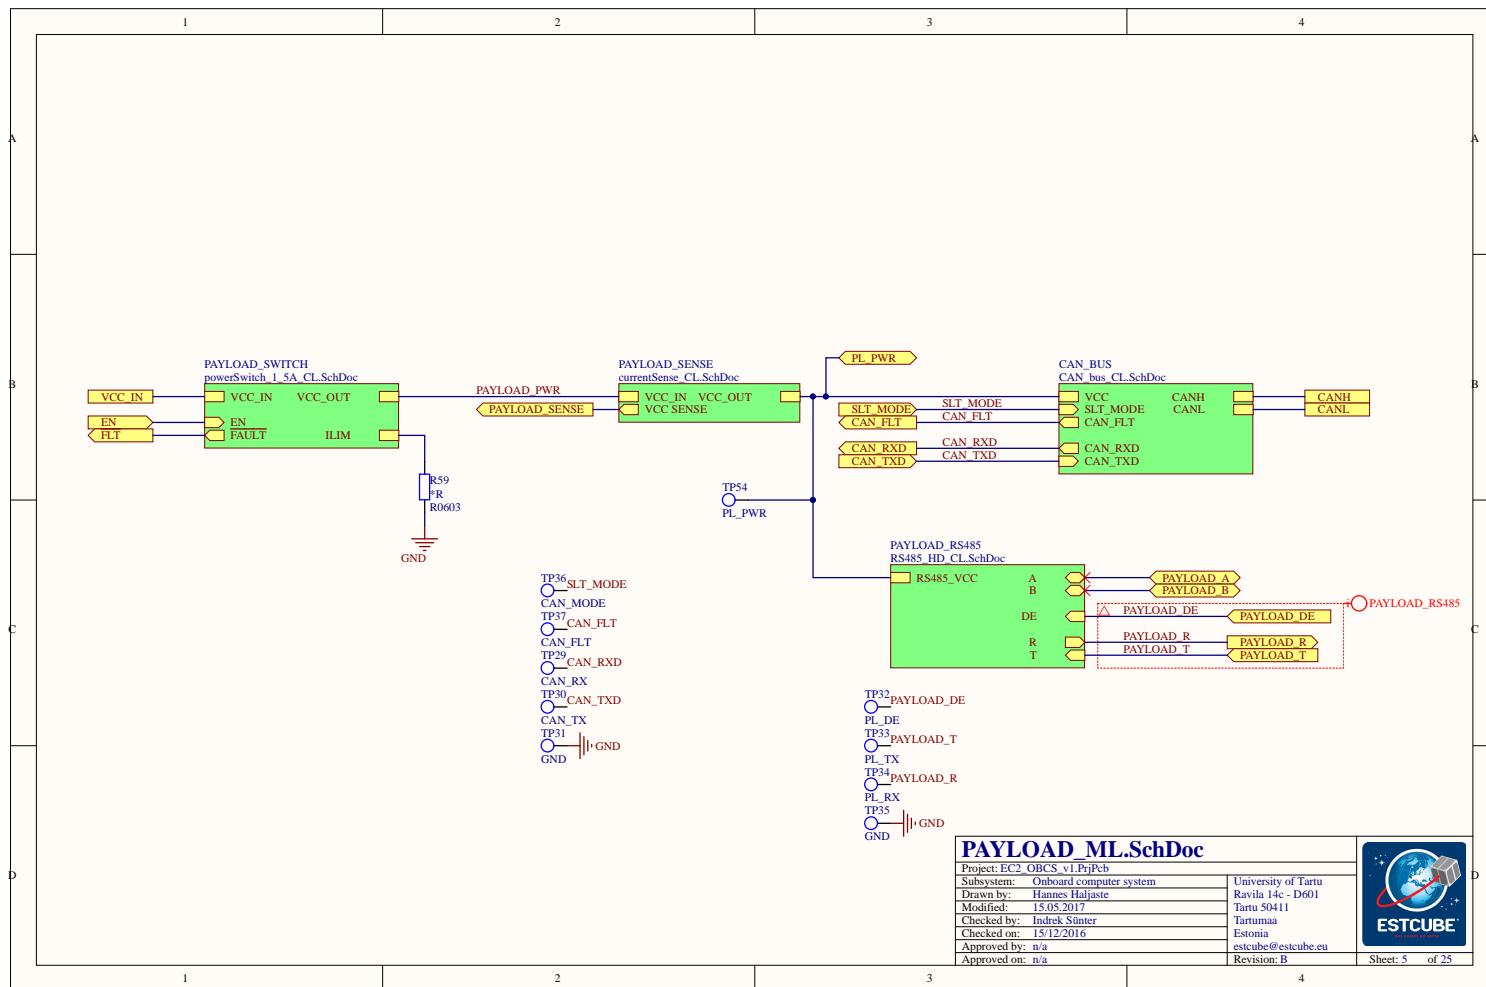 1 2 3 4
A A
PAYLOAD_SWITCH
powerSwitch_1_5A_CL.SchDoc
VCC_IN
VCC_IN VCC_OUT
EN
EN
FLT
FAULT ILIM
R59
*R
R0603
GND
PAYLOAD_PWR
PAYLOAD_SENSE
PAYLOAD_SENSE
currentSense_CL.SchDoc
VCC_IN VCC_OUT
VCC SENSE
PL_PWR
TP54
PL_PWR
B B
SLT_MODE
SLT_MODE
CAN_FLT
CAN_FLT
CAN_RXD
CAN_RXD
CAN_TXD
CAN_TXD
CAN_BUS
CAN_bus_CL.SchDoc
VCC CANH
SLT_MODE CANL
CAN_FLT
CAN_RXD
CAN_TXD
CANH
CANL
PAYLOAD_RS485
RS485_HD_CL.SchDoc
RS485_VCC A
B
DE
R
T
PAYLOAD_A
PAYLOAD_B
PAYLOAD_DE
PAYLOAD_DE
PAYLOAD_R
PAYLOAD_R
PAYLOAD_T
PAYLOAD_T
PAYLOAD_RS485
C C
TP36 SLT_MODE
CAN_MODE
TP37 CAN_FLT
CAN_FLT
TP29 CAN_RXD
CAN_RX
TP30 CAN_TXD
CAN_TX
TP31 GND
GND
TP32 PAYLOAD_DE
PL_DE
TP33 PAYLOAD_T
PL_TX
TP34 PAYLOAD_R
PL_RX
TP35 GND
GND
D D
PAYLOAD_ML.SchDoc
Project: EC2_OBCS_v1.PrjPcb
Subsystem: Onboard computer system
Drawn by: Hannes Haljaste
Modified: 15.05.2017
Checked by: Indrek Sünter
Checked on: 15/12/2016
Approved by: n/a
Approved on: n/a
University of Tartu
Ravila 14c - D601
Tartu 50411
Tartumaa
Estonia
estcube@estcube.eu
Revision: B
ESTCUBE
Sheet: 5 of 25
1 2 3 4